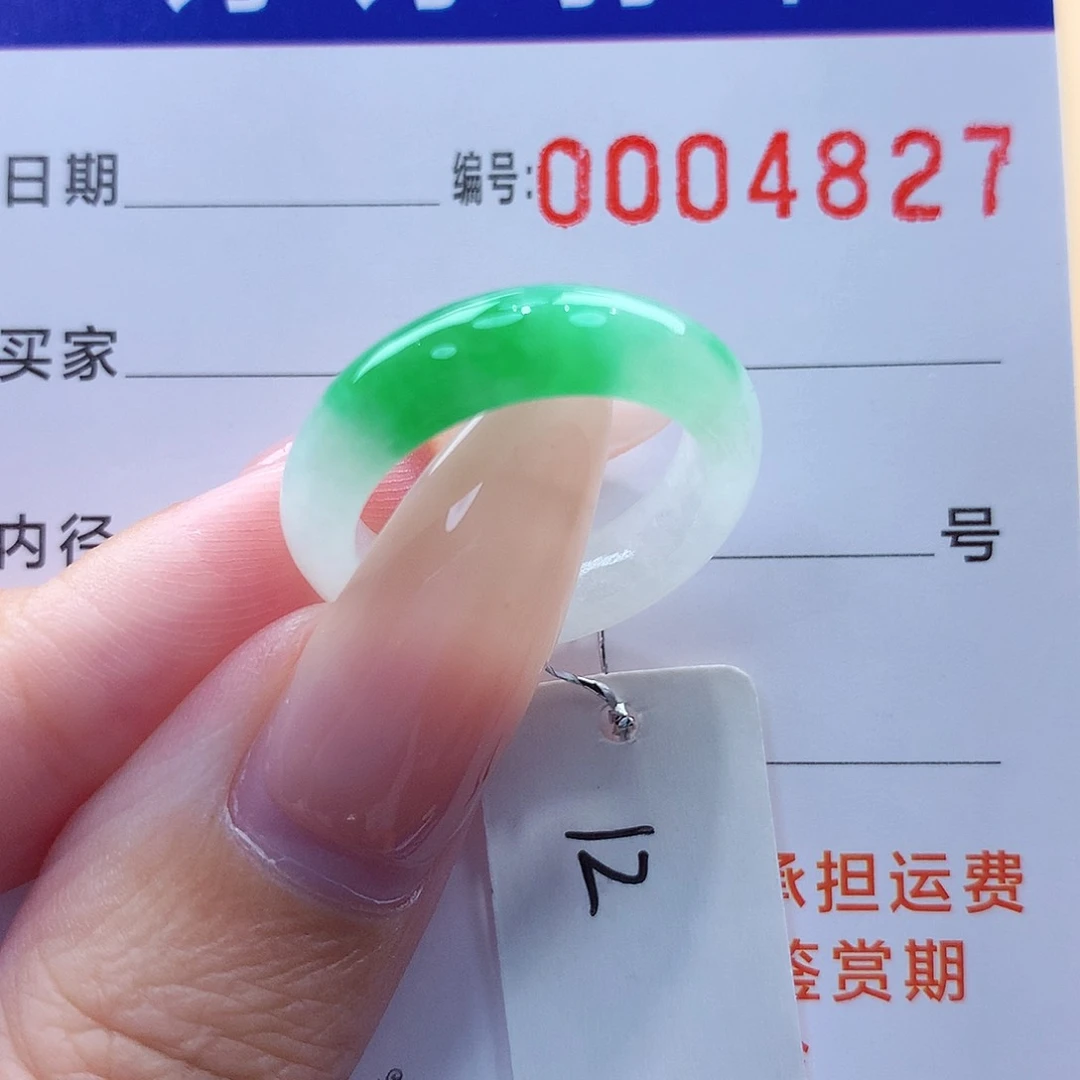 日期 编号:0004827
买家
内径 号
承担运费
鉴赏期
12